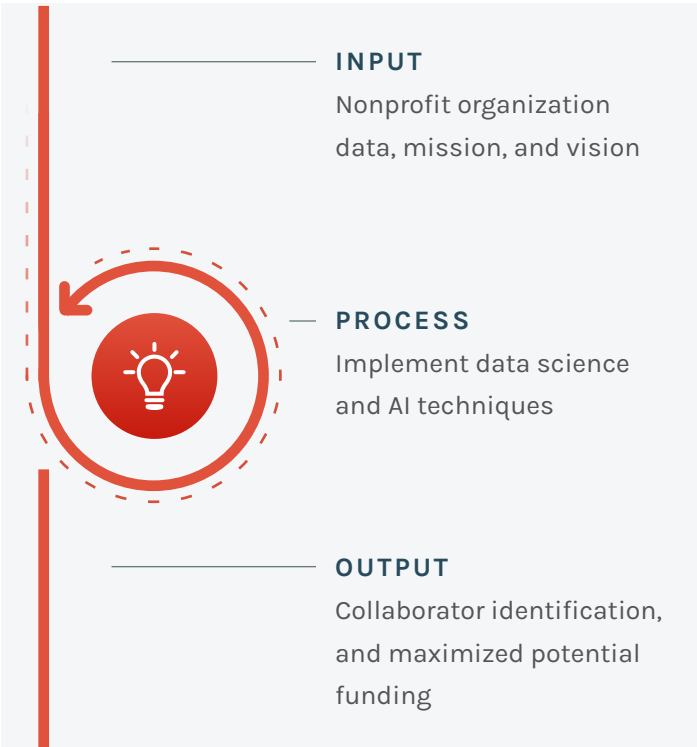 INPUT
Nonprofit organization
data, mission, and vision
PROCESS
Implement data science
and AI techniques
OUTPUT
Collaborator identification,
and maximized potential
funding